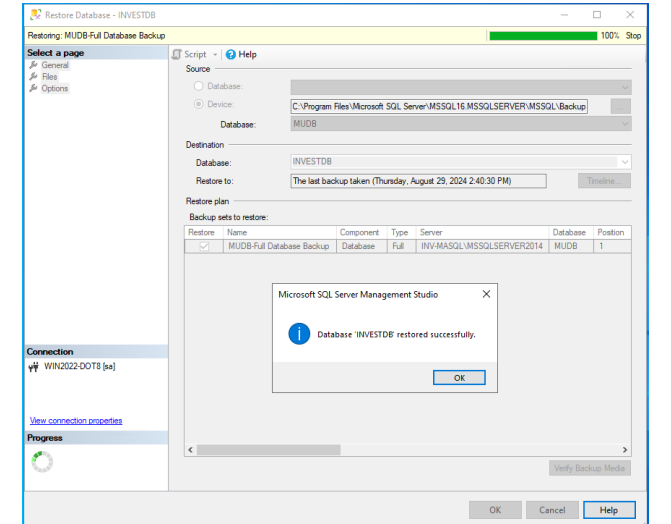 Restore Database - INVESTDB
Restoring: MUDB-Full Database Backup
100% Stop
Select a page
General
Files
Options
Script Help
Source
Database:
Device:
C:\Program Files\Microsoft SQL Server\MSSQL16.MSSQLSERVER\MSSQL\Backup
...
Database:
MUDB
Destination
Database:
INVESTDB
Restore to:
The last backup taken (Thursday, August 29, 2024 2:40:30 PM)
Timeline...
Restore plan
Backup sets to restore:
Restore Name Component Type Server Database Position
MUDB-Full Database Backup Database Full INV-MASQL\MSSQLSERVER2014 MUDB 1
Microsoft SQL Server Management Studio
Database 'INVESTDB' restored successfully.
OK
Connection
WIN2022-DOT8 [sa]
View connection properties
Progress
Verify Backup Media
OK Cancel Help